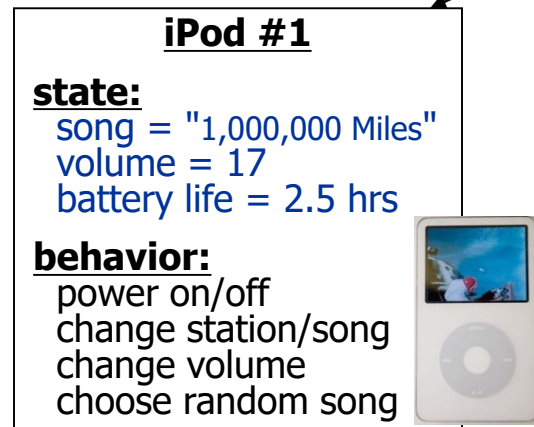 iPod #1
state:
song = "1,000,000 Miles"
volume = 17
battery life = 2.5 hrs
behavior:
power on/off
change station/song
change volume
choose random song